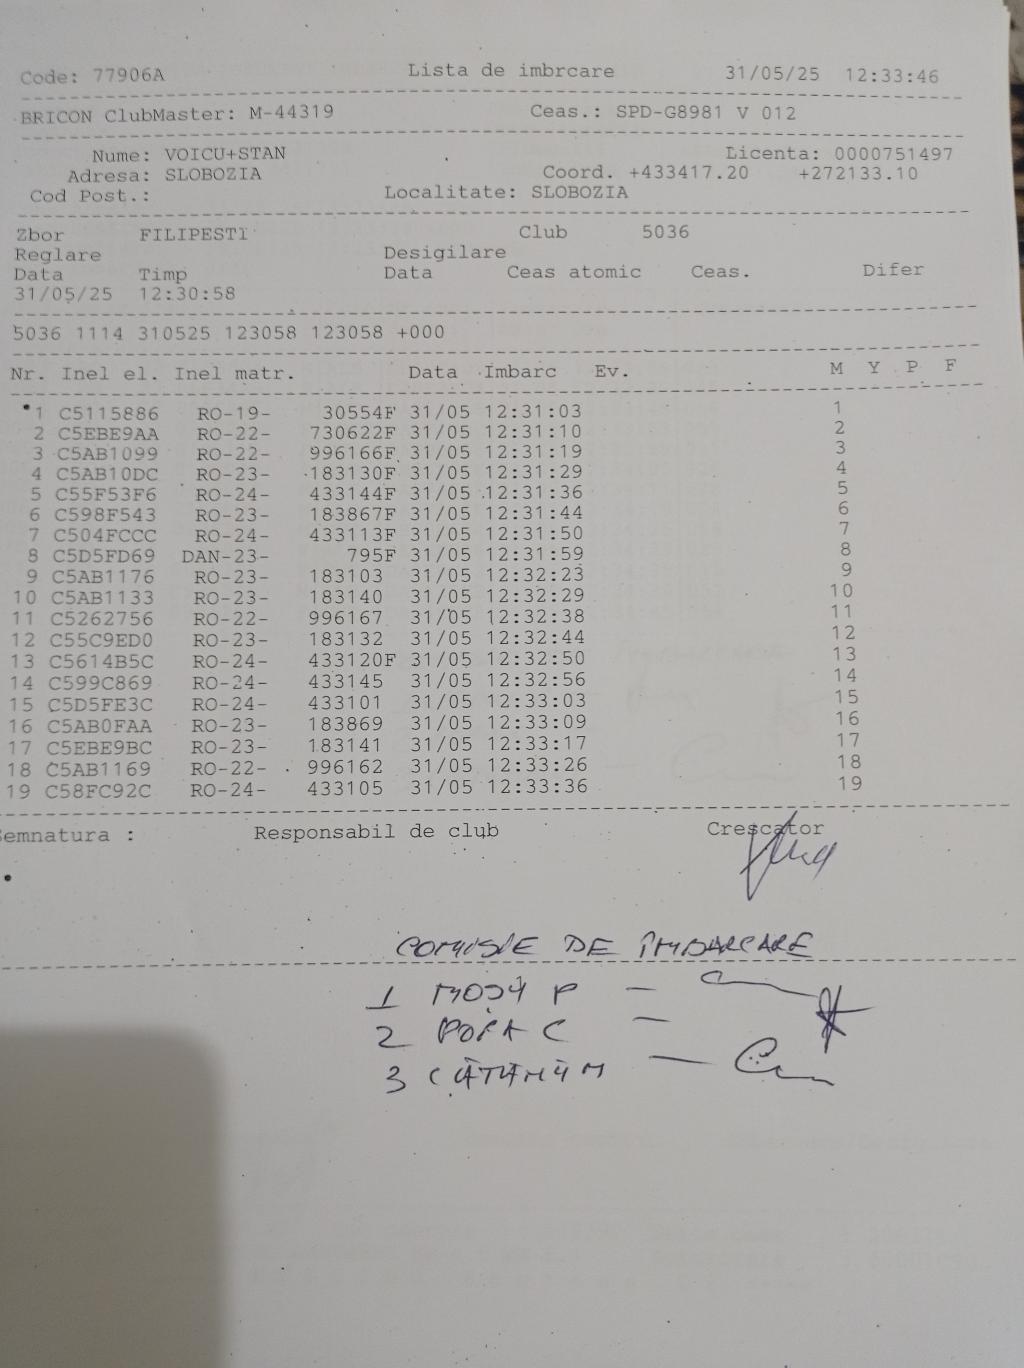 Code: 77906A Lista de imbrcare 31/05/25 12:33:46
BRICON ClubMaster: M-44319 Ceas.: SPD-G8981 V 012
Nume: VOICU+STAN Licenta: 0000751497
Adresa: SLOBOZIA Coord. +433417.20 +272133.10
Cod Post.: Localitate: SLOBOZIA
Zbor FILIPESTI Club 5036
Reglare Desigilare
Data Timp Data Ceas atomic Ceas. Difer
31/05/25 12:30:58
5036 1114 310525 123058 123058 +000
Nr. Inel el. Inel matr. Data Imbarc Ev. M Y P F
1 C5115886 RO-19- 30554F 31/05 12:31:03 1
2 C5EBE9AA RO-22- 730622F 31/05 12:31:10 2
3 C5AB1099 RO-22- 996166F 31/05 12:31:19 3
4 C5AB10DC RO-23- 183130F 31/05 12:31:29 4
5 C55F53F6 RO-24- 433144F 31/05 12:31:36 5
6 C598F543 RO-23- 183867F 31/05 12:31:44 6
7 C504FCCC RO-24- 433113F 31/05 12:31:50 7
8 C5D5FD69 DAN-23- 795F 31/05 12:31:59 8
9 C5AB1176 RO-23- 183103 31/05 12:32:23 9
10 C5AB1133 RO-23- 183140 31/05 12:32:29 10
11 C5262756 RO-22- 996167 31/05 12:32:38 11
12 C55C9ED0 RO-23- 183132 31/05 12:32:44 12
13 C5614B5C RO-24- 433120F 31/05 12:32:50 13
14 C599C869 RO-24- 433145 31/05 12:32:56 14
15 C5D5FE3C RO-24- 433101 31/05 12:33:03 15
16 C5AB0FAA RO-23- 183869 31/05 12:33:09 16
17 C5EBE9BC RO-23- 183141 31/05 12:33:17 17
18 C5AB1169 RO-22- 996162 31/05 12:33:26 18
19 C58FC92C RO-24- 433105 31/05 12:33:36 19
Semnatura : Responsabil de club Crescator
COMISIE DE ÎMBARCARE
1 P —
2 POPA C —
3 —